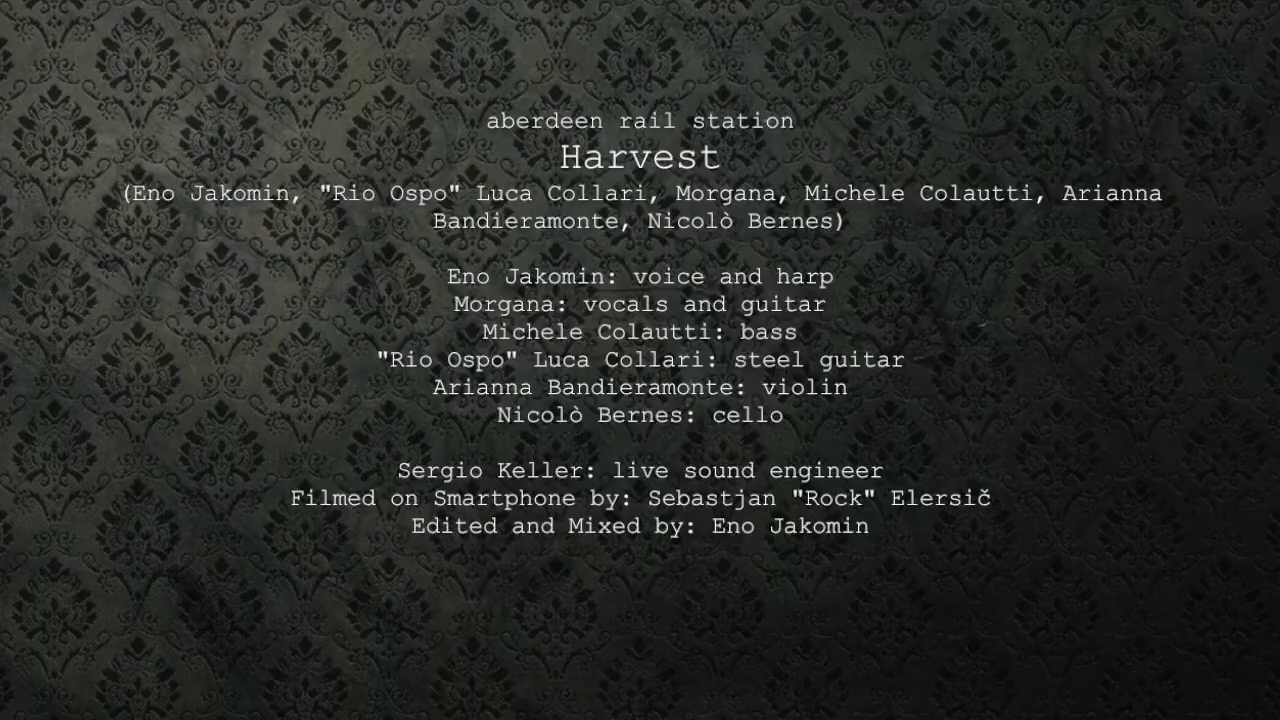 aberdeen rail station
Harvest
(Eno Jakomin, "Rio Ospo" Luca Collari, Morgana, Michele Colautti, Arianna
Bandieramonte, Nicolò Bernes)
Eno Jakomin: voice and harp
Morgana: vocals and guitar
Michele Colautti: bass
"Rio Ospo" Luca Collari: steel guitar
Arianna Bandieramonte: violin
Nicolò Bernes: cello
Sergio Keller: live sound engineer
Filmed on Smartphone by: Sebastjan "Rock" Elersič
Edited and Mixed by: Eno Jakomin